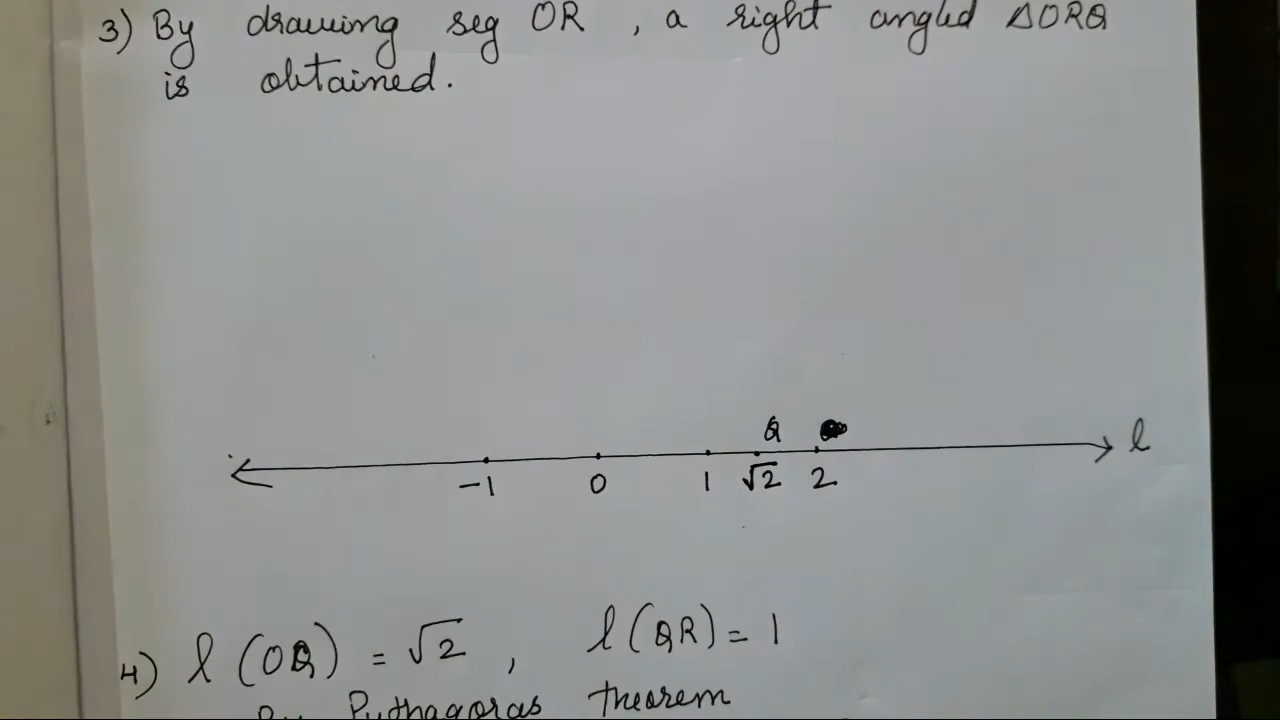 3) By drawing seg OR , a right angled △ORQ
is obtained.
Q
l
-1 0 1 √2 2
4) l (OQ) = √2 , l (QR) = 1
By Pythagoras theorem